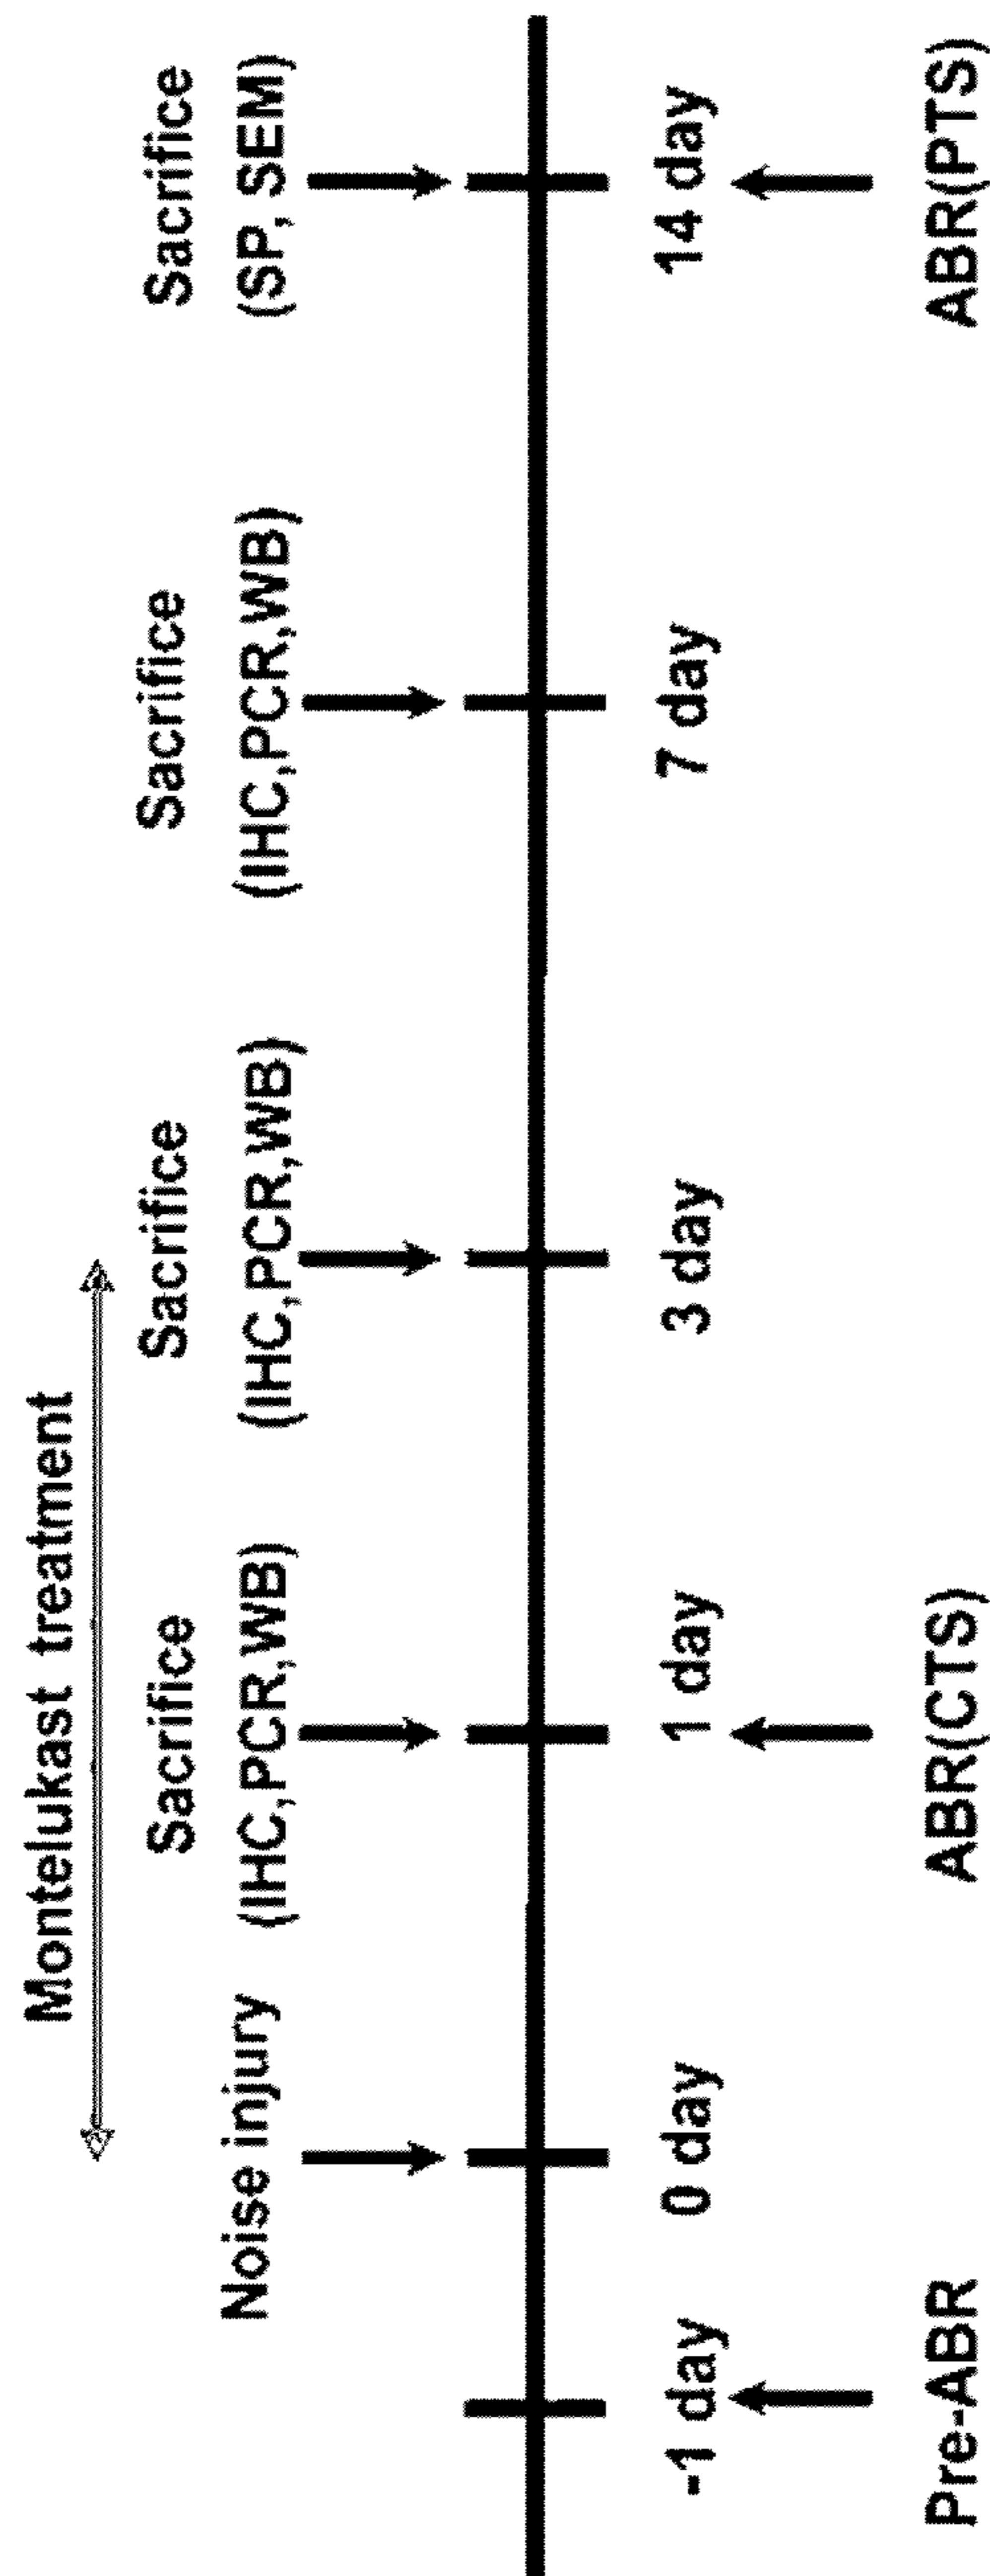 Montelukast treatment
Sacrifice
Sacrifice
Sacrifice
Sacrifice
Noise injury
(IHC,PCR,WB)
(IHC,PCR,WB)
(IHC,PCR,WB)
(SP, SEM)
-1 day
0 day
1 day
3 day
7 day
14 day
Pre-ABR
ABR(CTS)
ABR(PTS)